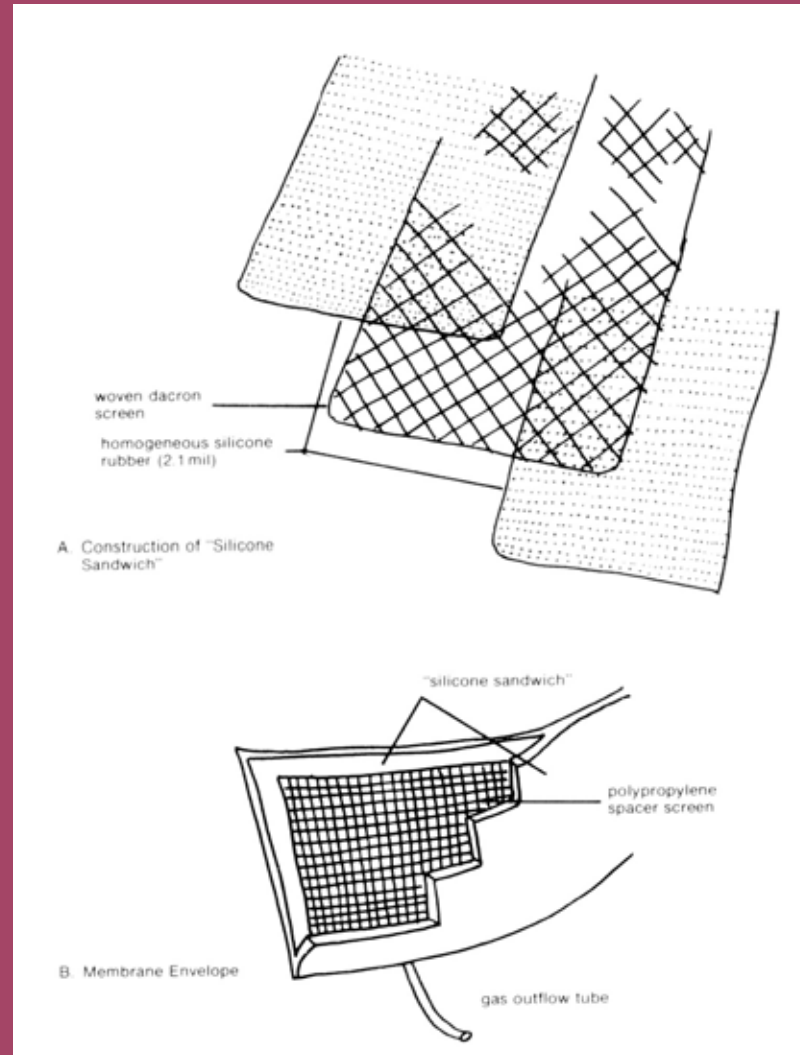 woven dacron
screen
homogeneous silicone
rubber (2.1 mil)
A. Construction of "Silicone
Sandwich"
"silicone sandwich"
polypropylene
spacer screen
B. Membrane Envelope
gas outflow tube